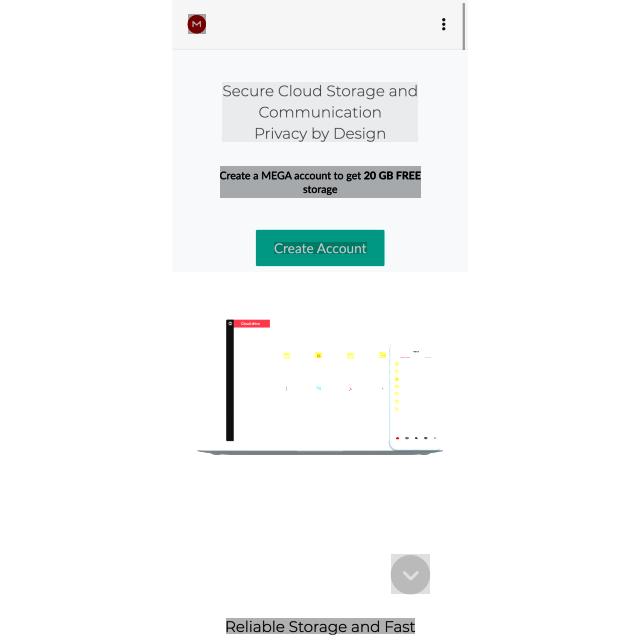 M
Secure Cloud Storage and
Communication
Privacy by Design
Create a MEGA account to get 20 GB FREE
storage
Create Account
Cloud drive
Reliable Storage and Fast